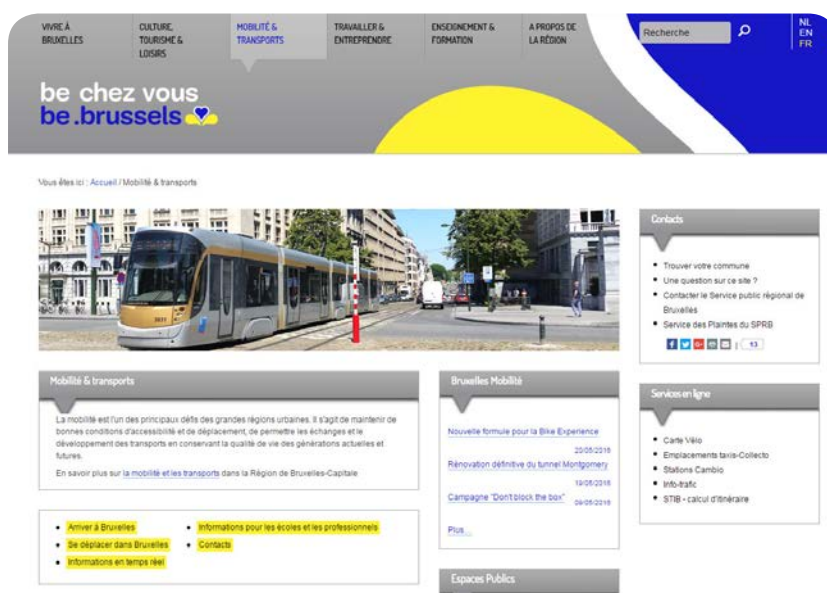 VIVRE À
BRUXELLES
CULTURE,
TOURISME &
LOISIRS
MOBILITÉ &
TRANSPORTS
TRAVAILLER &
ENTREPRENDRE
ENSEIGNEMENT &
FORMATION
A PROPOS DE
LA RÉGION
Recherche
NL
EN
FR
be chez vous
be.brussels
Vous êtes ici : Accueil / Mobilité & transports
Mobilité & transports
La mobilité est l'un des principaux défis des grandes régions urbaines. Il s'agit de maintenir de
bonnes conditions d'accessibilité et de déplacement, de permettre les échanges et le
développement des transports en conservant la qualité de vie des générations actuelles et
futures.
En savoir plus sur la mobilité et les transports dans la Région de Bruxelles-Capitale
Arriver à Bruxelles
Se déplacer dans Bruxelles
Informations en temps réel
Informations pour les écoles et les professionnels
Contacts
Bruxelles Mobilité
Nouvelle formule pour la Bike Experience
20/05/2016
Rénovation définitive du tunnel Montgomery
19/05/2016
Campagne "Don't block the box"
09/05/2016
Plus...
Espaces Publics
Contacts
Trouver votre commune
Une question sur ce site ?
Contacter le Service public régional de
Bruxelles
Service des Plaintes du SPRB
13
Services en ligne
Carte Vélo
Emplacements taxis-Collecto
Stations Cambio
Info-trafic
STIB - calcul d'itinéraire